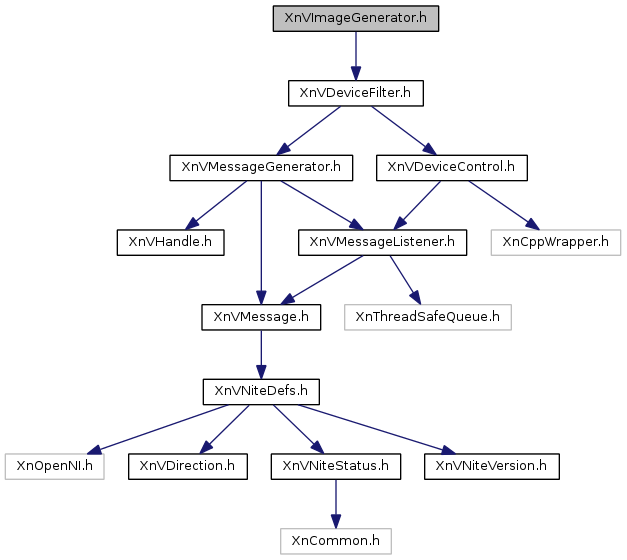 XnVImageGenerator.h
XnVDeviceFilter.h
XnVMessageGenerator.h
XnVDeviceControl.h
XnVHandle.h
XnVMessageListener.h
XnCppWrapper.h
XnVMessage.h
XnThreadSafeQueue.h
XnVNiteDefs.h
XnOpenNI.h
XnVDirection.h
XnVNiteStatus.h
XnVNiteVersion.h
XnCommon.h